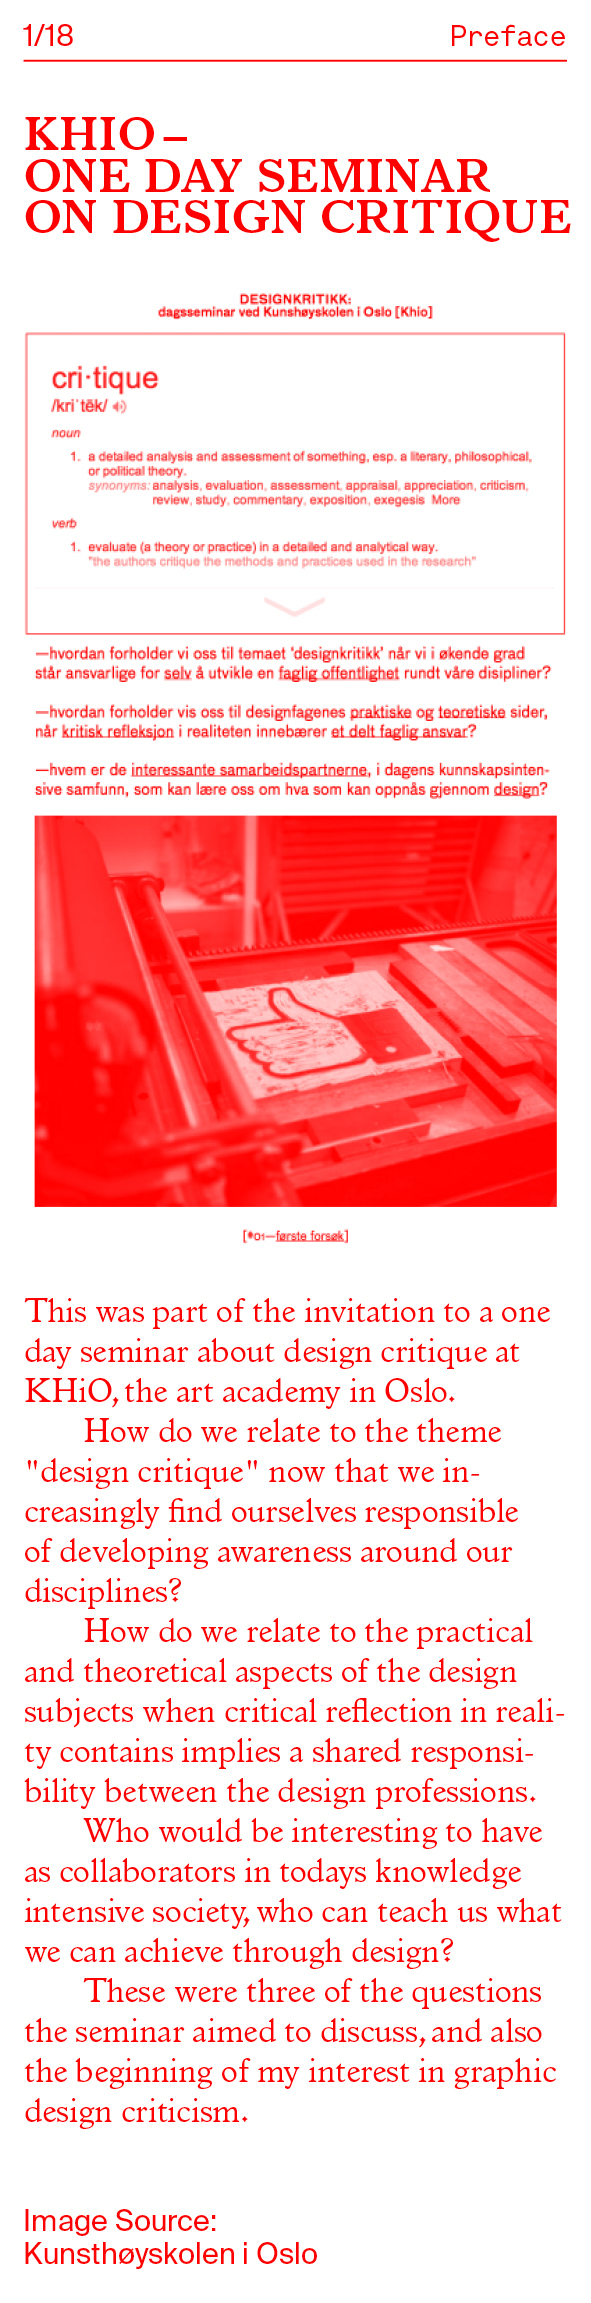 1/18 Preface
KHIO –
ONE DAY SEMINAR
ON DESIGN CRITIQUE
DESIGNKRITIKK:
dagsseminar ved Kunshøyskolen i Oslo [Khio]
cri·tique
/kriˈtēk/
noun
1. a detailed analysis and assessment of something, esp. a literary, philosophical,
or political theory.
synonyms: analysis, evaluation, assessment, appraisal, appreciation, criticism,
review, study, commentary, exposition, exegesis More
verb
1. evaluate (a theory or practice) in a detailed and analytical way.
"the authors critique the methods and practices used in the research"
—hvordan forholder vi oss til temaet 'designkritikk' når vi i økende grad
står ansvarlige for selv å utvikle en faglig offentlighet rundt våre disipliner?
—hvordan forholder vis oss til designfagenes praktiske og teoretiske sider,
når kritisk refleksjon i realiteten innebærer et delt faglig ansvar?
—hvem er de interessante samarbeidspartnerne, i dagens kunnskapsinten-
sive samfunn, som kan lære oss om hva som kan oppnås gjennom design?
[#01—første forsøk]
This was part of the invitation to a one
day seminar about design critique at
KHiO, the art academy in Oslo.
How do we relate to the theme
"design critique" now that we in-
creasingly find ourselves responsible
of developing awareness around our
disciplines?
How do we relate to the practical
and theoretical aspects of the design
subjects when critical reflection in reali-
ty contains implies a shared responsi-
bility between the design professions.
Who would be interesting to have
as collaborators in todays knowledge
intensive society, who can teach us what
we can achieve through design?
These were three of the questions
the seminar aimed to discuss, and also
the beginning of my interest in graphic
design criticism.
Image Source:
Kunsthøyskolen i Oslo